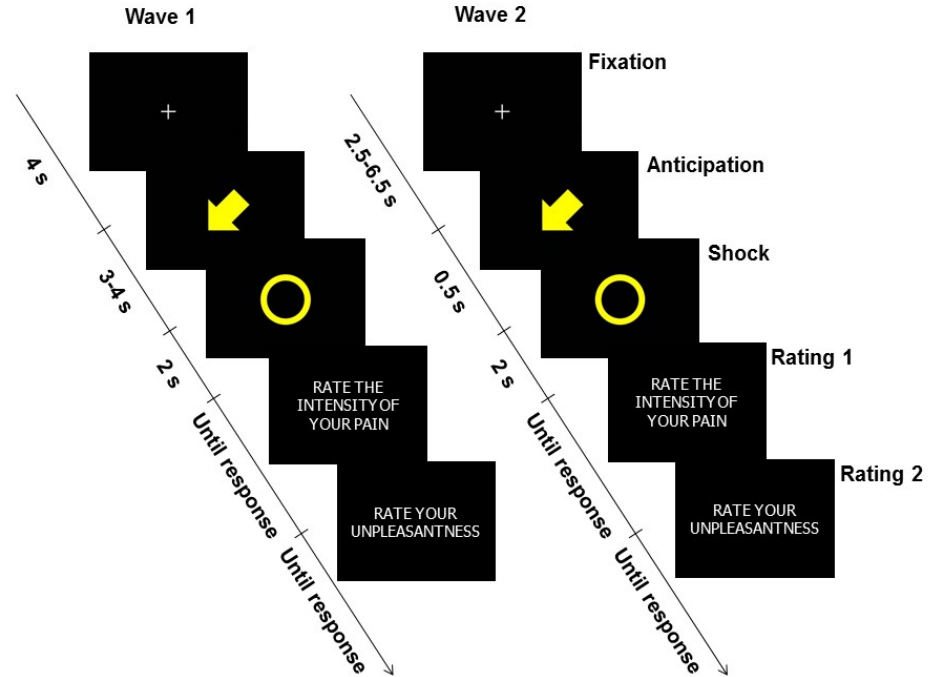 Wave 1
4 s
3-4 s
2 s
Until response
Until response
RATE THE
INTENSITY OF
YOUR PAIN
RATE YOUR
UNPLEASANTNESS
Wave 2
2.5-6.5 s
0.5 s
2 s
Until response
Until response
RATE THE
INTENSITY OF
YOUR PAIN
RATE YOUR
UNPLEASANTNESS
Fixation
Anticipation
Shock
Rating 1
Rating 2